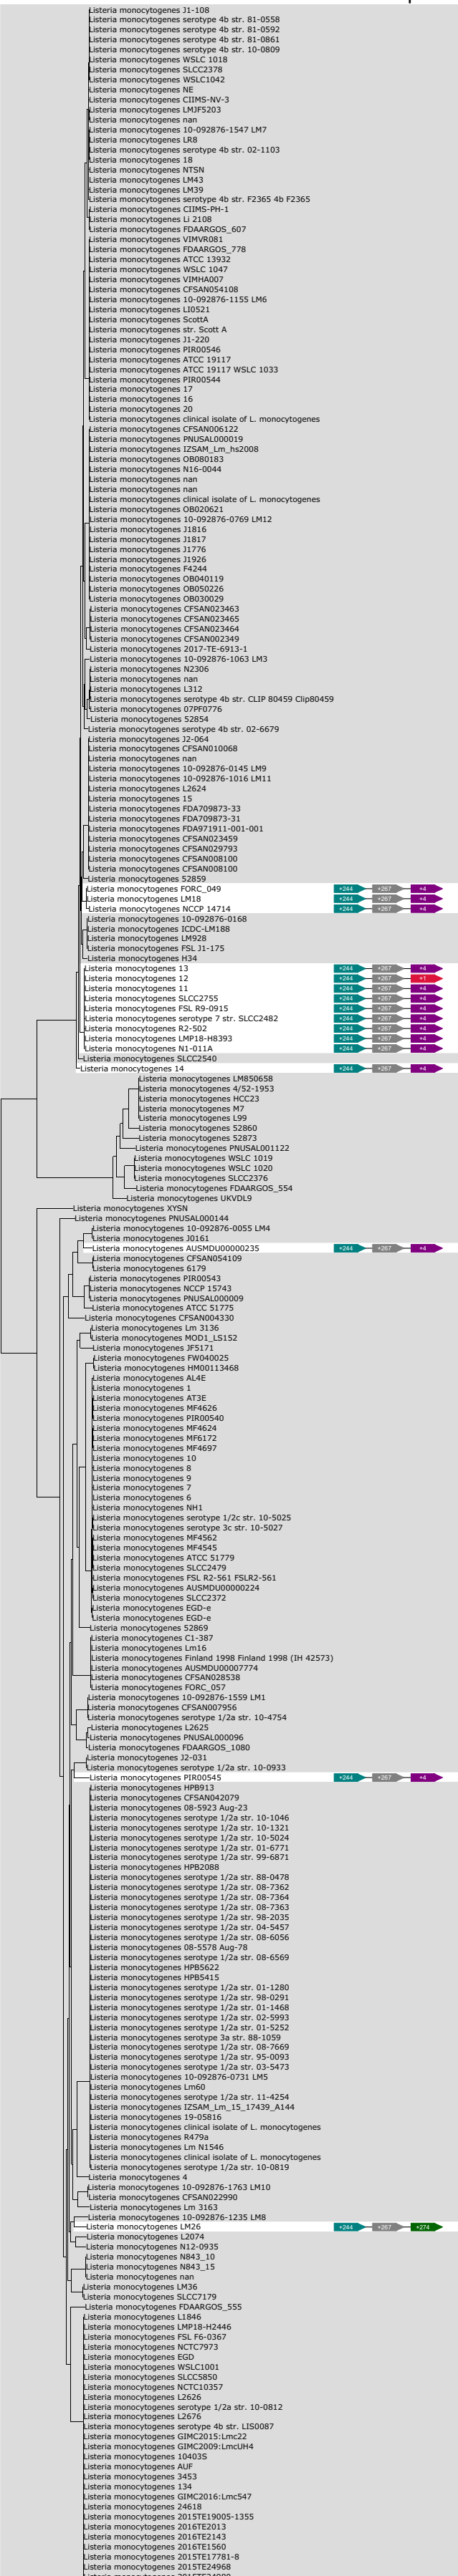 Listeria monocytogenes J1-108
Listeria monocytogenes serotype 4b str. 81-0558
Listeria monocytogenes serotype 4b str. 81-0592
Listeria monocytogenes serotype 4b str. 81-0861
Listeria monocytogenes serotype 4b str. 10-0809
Listeria monocytogenes WSLC 1018
Listeria monocytogenes SLCC2378
Listeria monocytogenes WSLC1042
Listeria monocytogenes NE
Listeria monocytogenes CIIMS-NV-3
Listeria monocytogenes LMJF5203
Listeria monocytogenes nan
Listeria monocytogenes 10-092876-1547 LM7
Listeria monocytogenes LR8
Listeria monocytogenes serotype 4b str. 02-1103
Listeria monocytogenes 18
Listeria monocytogenes NTSN
Listeria monocytogenes LM43
Listeria monocytogenes LM39
Listeria monocytogenes serotype 4b str. F2365 4b F2365
Listeria monocytogenes CIIMS-PH-1
Listeria monocytogenes Li 2108
Listeria monocytogenes FDAARGOS_607
Listeria monocytogenes VIMVR081
Listeria monocytogenes FDAARGOS_778
Listeria monocytogenes ATCC 13932
Listeria monocytogenes WSLC 1047
Listeria monocytogenes VIMHA007
Listeria monocytogenes CFSAN054108
Listeria monocytogenes 10-092876-1155 LM6
Listeria monocytogenes LI0521
Listeria monocytogenes ScottA
Listeria monocytogenes str. Scott A
Listeria monocytogenes J1-220
Listeria monocytogenes PIR00546
Listeria monocytogenes ATCC 19117
Listeria monocytogenes ATCC 19117 WSLC 1033
Listeria monocytogenes PIR00544
Listeria monocytogenes 17
Listeria monocytogenes 16
Listeria monocytogenes 20
Listeria monocytogenes clinical isolate of L. monocytogenes
Listeria monocytogenes CFSAN006122
Listeria monocytogenes PNUSAL000019
Listeria monocytogenes IZSAM_Lm_hs2008
Listeria monocytogenes OB080183
Listeria monocytogenes N16-0044
Listeria monocytogenes nan
Listeria monocytogenes nan
Listeria monocytogenes clinical isolate of L. monocytogenes
Listeria monocytogenes OB020621
Listeria monocytogenes 10-092876-0769 LM12
Listeria monocytogenes J1816
Listeria monocytogenes J1817
Listeria monocytogenes J1776
Listeria monocytogenes J1926
Listeria monocytogenes F4244
Listeria monocytogenes OB040119
Listeria monocytogenes OB050226
Listeria monocytogenes OB030029
Listeria monocytogenes CFSAN023463
Listeria monocytogenes CFSAN023465
Listeria monocytogenes CFSAN023464
Listeria monocytogenes CFSAN002349
Listeria monocytogenes 2017-TE-6913-1
Listeria monocytogenes 10-092876-1063 LM3
Listeria monocytogenes N2306
Listeria monocytogenes nan
Listeria monocytogenes L312
Listeria monocytogenes serotype 4b str. CLIP 80459 Clip80459
Listeria monocytogenes 07PF0776
Listeria monocytogenes 52854
Listeria monocytogenes serotype 4b str. 02-6679
Listeria monocytogenes J2-064
Listeria monocytogenes CFSAN010068
Listeria monocytogenes nan
Listeria monocytogenes 10-092876-0145 LM9
Listeria monocytogenes 10-092876-1016 LM11
Listeria monocytogenes L2624
Listeria monocytogenes 15
Listeria monocytogenes FDA709873-33
Listeria monocytogenes FDA709873-31
Listeria monocytogenes FDA971911-001-001
Listeria monocytogenes CFSAN023459
Listeria monocytogenes CFSAN029793
Listeria monocytogenes CFSAN008100
Listeria monocytogenes CFSAN008100
Listeria monocytogenes 52859
Listeria monocytogenes FORC_049 +244 +267 +4
Listeria monocytogenes LM18 +244 +267 +4
Listeria monocytogenes NCCP 14714 +244 +267 +4
Listeria monocytogenes 10-092876-0168
Listeria monocytogenes ICDC-LM188
Listeria monocytogenes LM928
Listeria monocytogenes FSL J1-175
Listeria monocytogenes H34
Listeria monocytogenes 13 +244 +267 +4
Listeria monocytogenes 12 +244 +267 +1
Listeria monocytogenes 11 +244 +267 +4
Listeria monocytogenes SLCC2755 +244 +267 +4
Listeria monocytogenes FSL R9-0915 +244 +267 +4
Listeria monocytogenes serotype 7 str. SLCC2482 +244 +267 +4
Listeria monocytogenes R2-502 +244 +267 +4
Listeria monocytogenes LMP18-H8393 +244 +267 +4
Listeria monocytogenes N1-011A +244 +267 +4
Listeria monocytogenes SLCC2540
Listeria monocytogenes 14 +244 +267 +4
Listeria monocytogenes LM850658
Listeria monocytogenes 4/52-1953
Listeria monocytogenes HCC23
Listeria monocytogenes M7
Listeria monocytogenes L99
Listeria monocytogenes 52860
Listeria monocytogenes 52873
Listeria monocytogenes PNUSAL001122
Listeria monocytogenes WSLC 1019
Listeria monocytogenes WSLC 1020
Listeria monocytogenes SLCC2376
Listeria monocytogenes FDAARGOS_554
Listeria monocytogenes UKVDL9
Listeria monocytogenes XYSN
Listeria monocytogenes PNUSAL000144
Listeria monocytogenes 10-092876-0055 LM4
Listeria monocytogenes J0161
Listeria monocytogenes AUSMDU00000235 +244 +267 +4
Listeria monocytogenes CFSAN054109
Listeria monocytogenes 6179
Listeria monocytogenes PIR00543
Listeria monocytogenes NCCP 15743
Listeria monocytogenes PNUSAL000009
Listeria monocytogenes ATCC 51775
Listeria monocytogenes CFSAN004330
Listeria monocytogenes Lm 3136
Listeria monocytogenes MOD1_LS152
Listeria monocytogenes JF5171
Listeria monocytogenes FW040025
Listeria monocytogenes HM00113468
Listeria monocytogenes AL4E
Listeria monocytogenes 1
Listeria monocytogenes AT3E
Listeria monocytogenes MF4626
Listeria monocytogenes PIR00540
Listeria monocytogenes MF4624
Listeria monocytogenes MF6172
Listeria monocytogenes MF4697
Listeria monocytogenes 10
Listeria monocytogenes 8
Listeria monocytogenes 9
Listeria monocytogenes 7
Listeria monocytogenes 6
Listeria monocytogenes NH1
Listeria monocytogenes serotype 1/2c str. 10-5025
Listeria monocytogenes serotype 3c str. 10-5027
Listeria monocytogenes MF4562
Listeria monocytogenes MF4545
Listeria monocytogenes ATCC 51779
Listeria monocytogenes SLCC2479
Listeria monocytogenes FSL R2-561 FSLR2-561
Listeria monocytogenes AUSMDU00000224
Listeria monocytogenes SLCC2372
Listeria monocytogenes EGD-e
Listeria monocytogenes EGD-e
Listeria monocytogenes 52869
Listeria monocytogenes C1-387
Listeria monocytogenes Lm16
Listeria monocytogenes Finland 1998 Finland 1998 (IH 42573)
Listeria monocytogenes AUSMDU00007774
Listeria monocytogenes CFSAN028538
Listeria monocytogenes FORC_057
Listeria monocytogenes 10-092876-1559 LM1
Listeria monocytogenes CFSAN007956
Listeria monocytogenes serotype 1/2a str. 10-4754
Listeria monocytogenes L2625
Listeria monocytogenes PNUSAL000096
Listeria monocytogenes FDAARGOS_1080
Listeria monocytogenes J2-031
Listeria monocytogenes serotype 1/2a str. 10-0933
Listeria monocytogenes PIR00545 +244 +267 +4
Listeria monocytogenes HPB913
Listeria monocytogenes CFSAN042079
Listeria monocytogenes 08-5923 Aug-23
Listeria monocytogenes serotype 1/2a str. 10-1046
Listeria monocytogenes serotype 1/2a str. 10-1321
Listeria monocytogenes serotype 1/2a str. 10-5024
Listeria monocytogenes serotype 1/2a str. 01-6771
Listeria monocytogenes serotype 1/2a str. 99-6871
Listeria monocytogenes HPB2088
Listeria monocytogenes serotype 1/2a str. 88-0478
Listeria monocytogenes serotype 1/2a str. 08-7362
Listeria monocytogenes serotype 1/2a str. 08-7364
Listeria monocytogenes serotype 1/2a str. 08-7363
Listeria monocytogenes serotype 1/2a str. 98-2035
Listeria monocytogenes serotype 1/2a str. 04-5457
Listeria monocytogenes serotype 1/2a str. 08-6056
Listeria monocytogenes 08-5578 Aug-78
Listeria monocytogenes serotype 1/2a str. 08-6569
Listeria monocytogenes HPB5622
Listeria monocytogenes HPB5415
Listeria monocytogenes serotype 1/2a str. 01-1280
Listeria monocytogenes serotype 1/2a str. 98-0291
Listeria monocytogenes serotype 1/2a str. 01-1468
Listeria monocytogenes serotype 1/2a str. 02-5993
Listeria monocytogenes serotype 1/2a str. 01-5252
Listeria monocytogenes serotype 3a str. 88-1059
Listeria monocytogenes serotype 1/2a str. 08-7669
Listeria monocytogenes serotype 1/2a str. 95-0093
Listeria monocytogenes serotype 1/2a str. 03-5473
Listeria monocytogenes 10-092876-0731 LM5
Listeria monocytogenes Lm60
Listeria monocytogenes serotype 1/2a str. 11-4254
Listeria monocytogenes IZSAM_Lm_15_17439_A144
Listeria monocytogenes 19-05816
Listeria monocytogenes clinical isolate of L. monocytogenes
Listeria monocytogenes R479a
Listeria monocytogenes Lm N1546
Listeria monocytogenes clinical isolate of L. monocytogenes
Listeria monocytogenes serotype 1/2a str. 10-0819
Listeria monocytogenes 4
Listeria monocytogenes 10-092876-1763 LM10
Listeria monocytogenes CFSAN022990
Listeria monocytogenes Lm 3163
Listeria monocytogenes 10-092876-1235 LM8
Listeria monocytogenes LM26 +244 +267 +274
Listeria monocytogenes L2074
Listeria monocytogenes N12-0935
Listeria monocytogenes N843_10
Listeria monocytogenes N843_15
Listeria monocytogenes nan
Listeria monocytogenes LM36
Listeria monocytogenes SLCC7179
Listeria monocytogenes FDAARGOS_555
Listeria monocytogenes L1846
Listeria monocytogenes LMP18-H2446
Listeria monocytogenes FSL F6-0367
Listeria monocytogenes NCTC7973
Listeria monocytogenes EGD
Listeria monocytogenes WSLC1001
Listeria monocytogenes SLCC5850
Listeria monocytogenes NCTC10357
Listeria monocytogenes L2626
Listeria monocytogenes serotype 1/2a str. 10-0812
Listeria monocytogenes L2676
Listeria monocytogenes serotype 4b str. LIS0087
Listeria monocytogenes GIMC2015:Lmc22
Listeria monocytogenes GIMC2009:LmcUH4
Listeria monocytogenes 10403S
Listeria monocytogenes AUF
Listeria monocytogenes 3453
Listeria monocytogenes 134
Listeria monocytogenes GIMC2016:Lmc547
Listeria monocytogenes 24618
Listeria monocytogenes 2015TE19005-1355
Listeria monocytogenes 2016TE2013
Listeria monocytogenes 2016TE2143
Listeria monocytogenes 2016TE1560
Listeria monocytogenes 2015TE17781-8
Listeria monocytogenes 2015TE24968